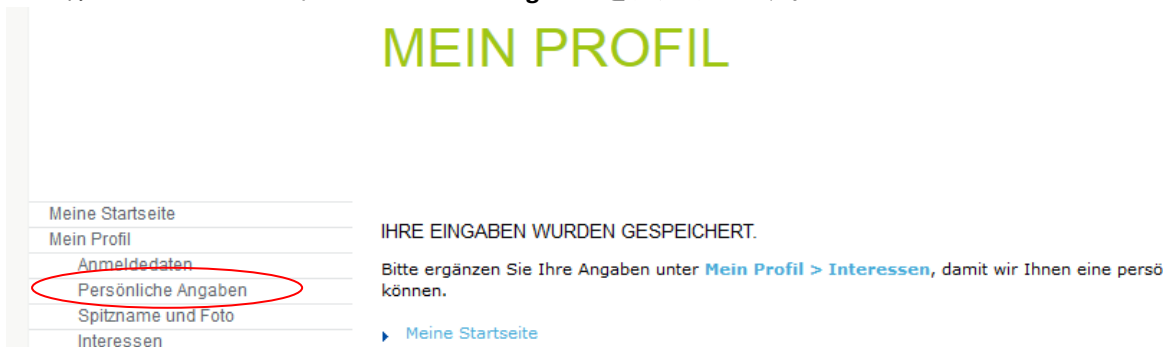 MEIN PROFIL
Meine Startseite
Mein Profil
Anmeldedaten
Persönliche Angaben
Spitzname und Foto
Interessen
IHRE EINGABEN WURDEN GESPEICHERT.
Bitte ergänzen Sie Ihre Angaben unter Mein Profil > Interessen, damit wir Ihnen eine persö
können.
Meine Startseite